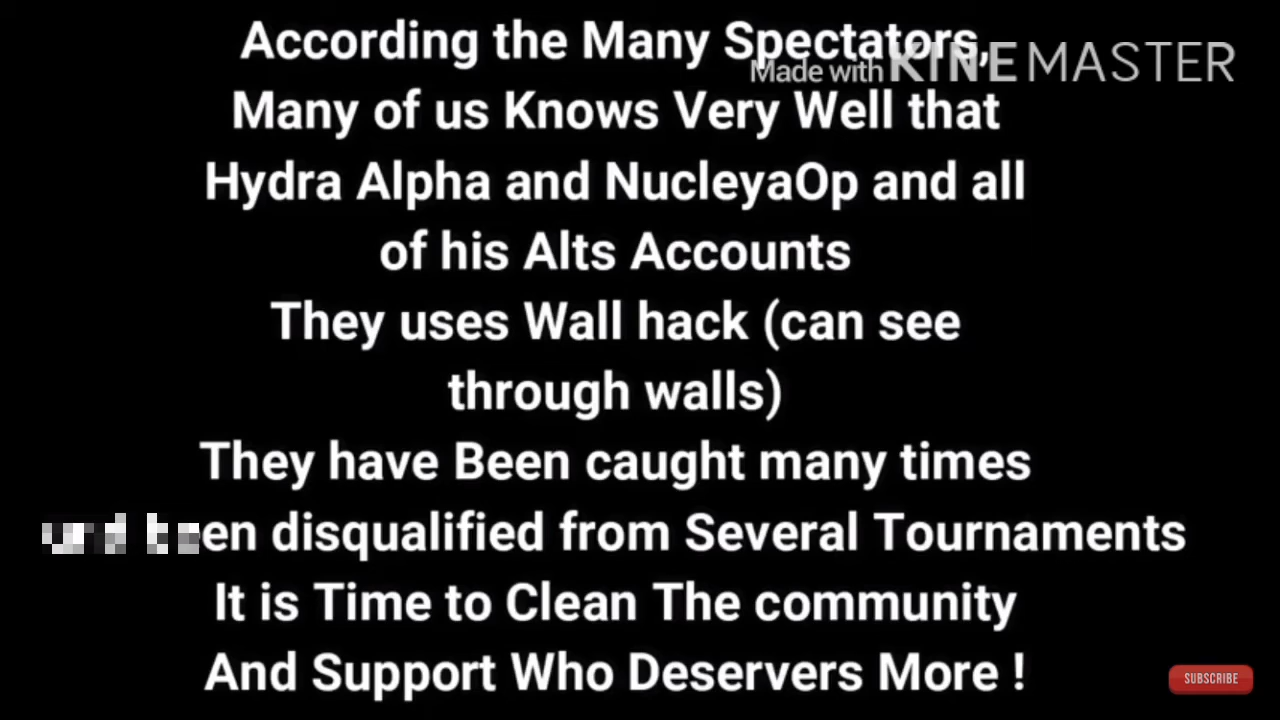 According the Many Spectators,
Made with KINEMASTER
Many of us Knows Very Well that
Hydra Alpha and NucleyaOp and all
of his Alts Accounts
They uses Wall hack (can see
through walls)
They have Been caught many times
disqualified from Several Tournaments
It is Time to Clean The community
And Support Who Deservers More !
SUBSCRIBE